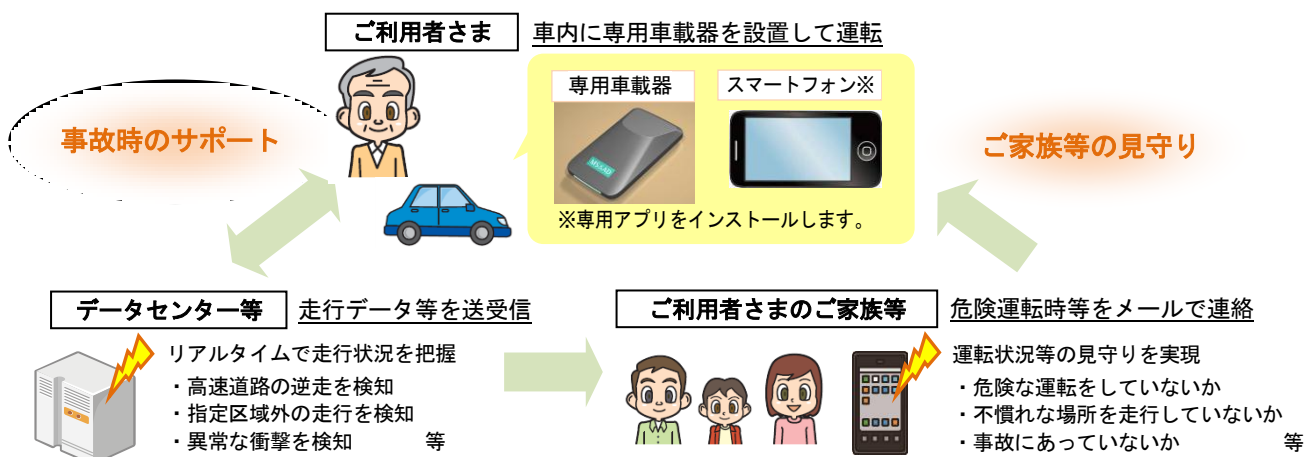 ご利用者さま
車内に専用車載器を設置して運転
専用車載器
スマートフォン※
※専用アプリをインストールします。
事故時のサポート
ご家族等の見守り
データセンター等
走行データ等を送受信
リアルタイムで走行状況を把握
・高速道路の逆走を検知
・指定区域外の走行を検知
・異常な衝撃を検知 等
ご利用者さまのご家族等
危険運転時等をメールで連絡
運転状況等の見守りを実現
・危険な運転をしていないか
・不慣れな場所を走行していないか
・事故にあっていないか 等